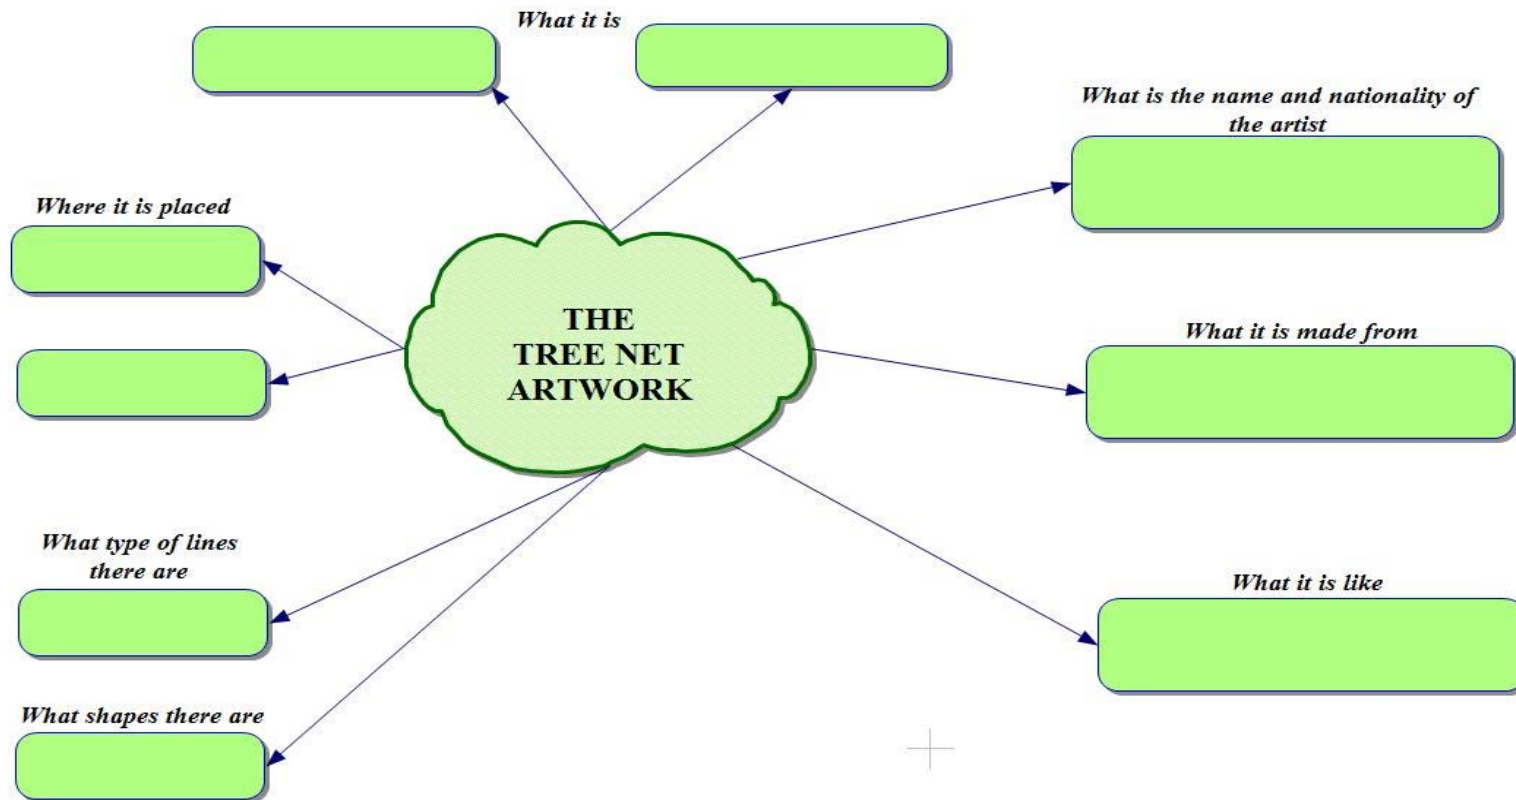 What it is
What is the name and nationality of
the artist
Where it is placed
THE
TREE NET
ARTWORK
What it is made from
What type of lines
there are
What it is like
What shapes there are